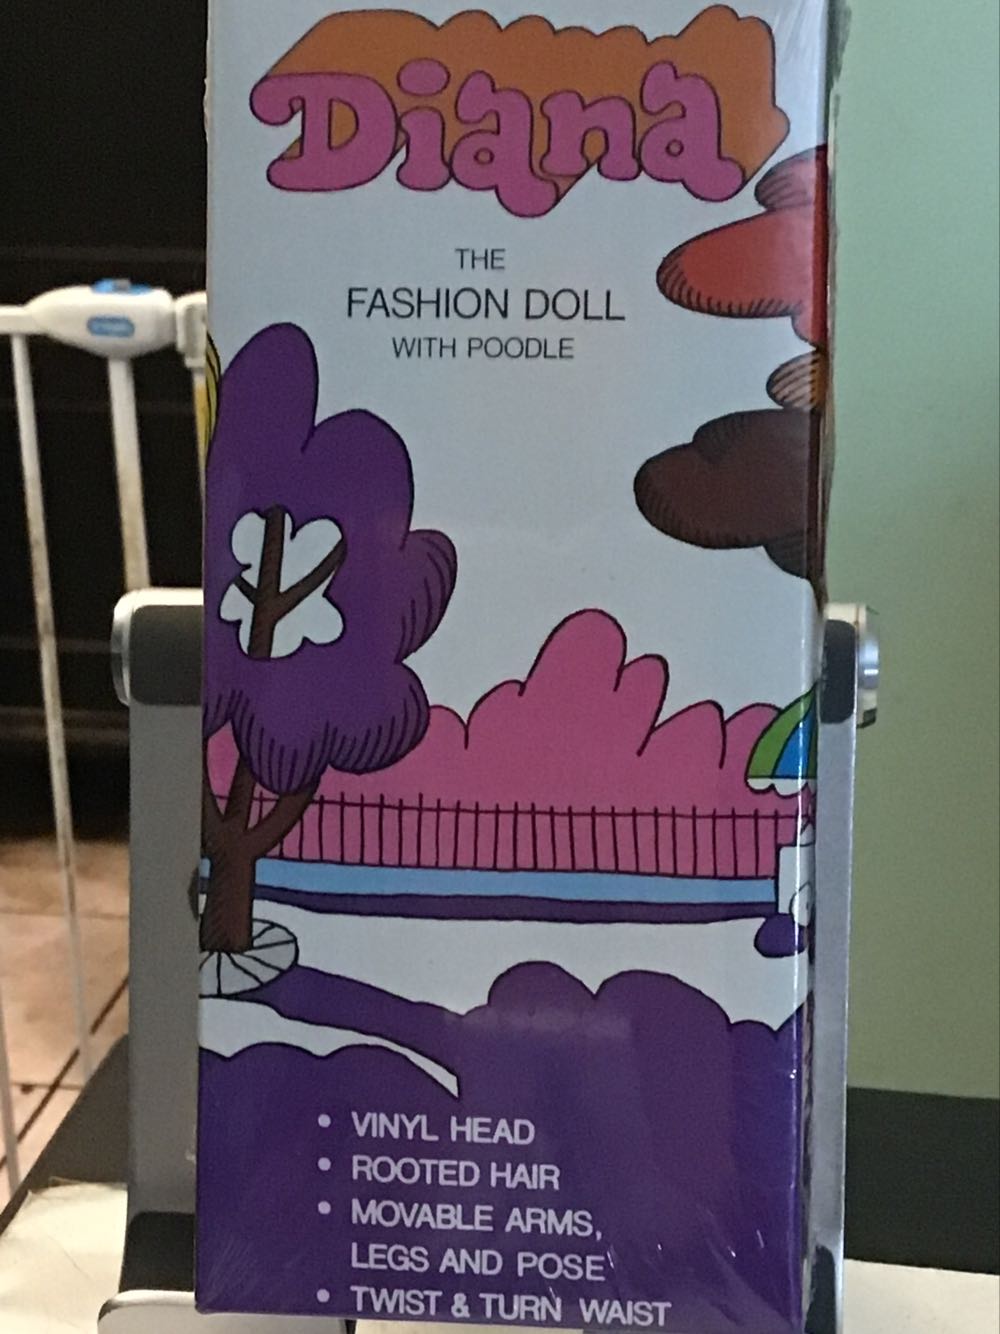 Diana
THE
FASHION DOLL
WITH POODLE
• VINYL HEAD
• ROOTED HAIR
• MOVABLE ARMS,
LEGS AND POSE
• TWIST & TURN WAIST